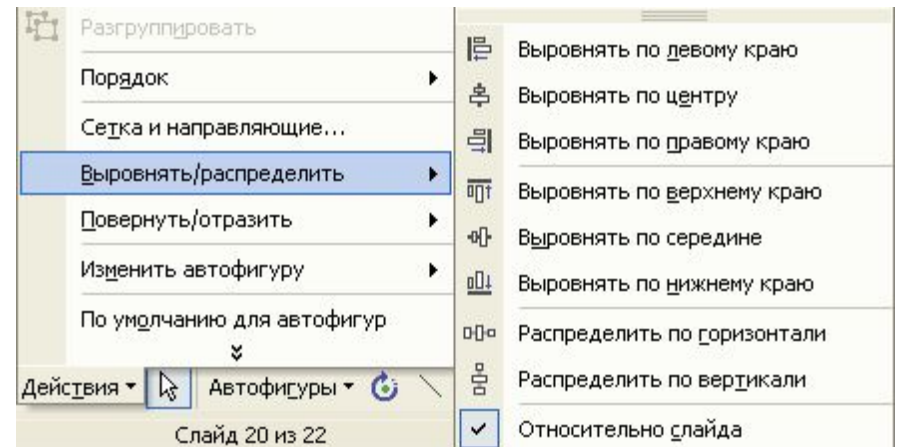 Разгруппировать
Порядок
Сетка и направляющие...
Выровнять/распределить
Повернуть/отразить
Изменить автофигуру
По умолчанию для автофигур
Действия
Автофигуры
Слайд 20 из 22
Выровнять по левому краю
Выровнять по центру
Выровнять по правому краю
Выровнять по верхнему краю
Выровнять по середине
Выровнять по нижнему краю
Распределить по горизонтали
Распределить по вертикали
Относительно слайда